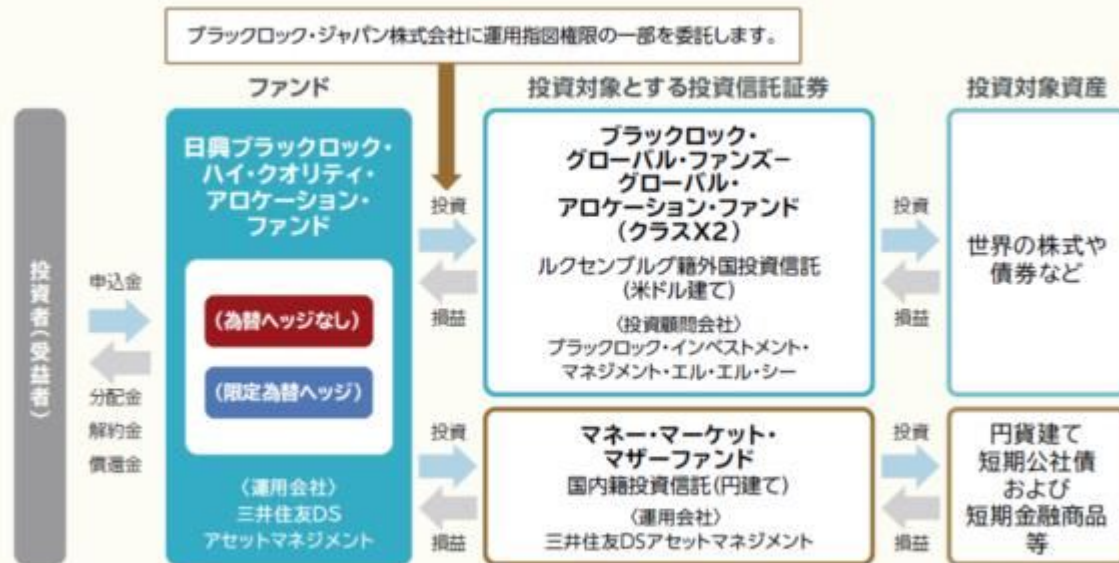 ブラックロック・ジャパン株式会社に運用指図権限の一部を委託します。
ファンド
投資対象とする投資信託証券
投資対象資産
投資者(受益者)
申込金
分配金
解約金
償還金
日興ブラックロック・
ハイ・クオリティ・
アロケーション・
ファンド
(為替ヘッジなし)
(限定為替ヘッジ)
〈運用会社〉
三井住友DS
アセットマネジメント
投資
損益
ブラックロック・
グローバル・ファンズー
グローバル・
アロケーション・ファンド
(クラスX2)
ルクセンブルグ籍外国投資信託
(米ドル建て)
〈投資顧問会社〉
ブラックロック・インベストメント・
マネジメント・エル・エル・シー
投資
損益
世界の株式や
債券など
投資
損益
マネー・マーケット・
マザーファンド
国内籍投資信託(円建て)
〈運用会社〉
三井住友DSアセットマネジメント
投資
損益
円貨建て
短期公社債
および
短期金融商品
等